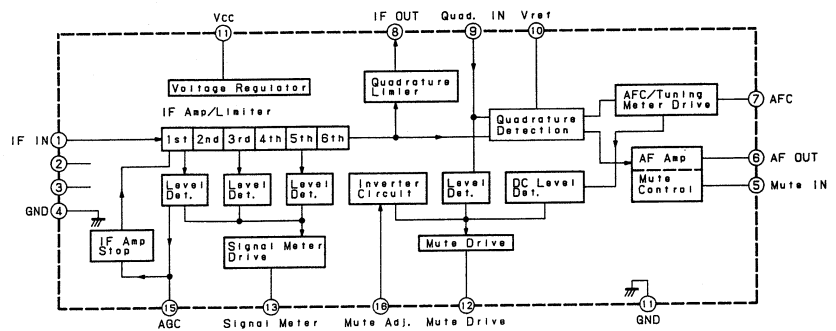 Vcc
IF OUT
Quad. IN
Vref
11
8
9
10
Voltage Regulator
Quadrature
Limier
AFC/Tuning
Meter Drive
7
AFC
IF Amp/Limiter
Quadrature
Detection
IF IN
1
1st
2nd
3rd
4th
5th
6th
2
AF Amp
6
AF OUT
3
Level
Det.
Level
Det.
Level
Det.
Inverter
Circuit
Level
Det.
DC Level
Det.
Mute
Control
5
Mute IN
GND
4
IF Amp
Stop
Signal Meter
Drive
Mute Drive
15
13
16
12
11
AGC
Signal Meter
Mute Adj.
Mute Drive
GND